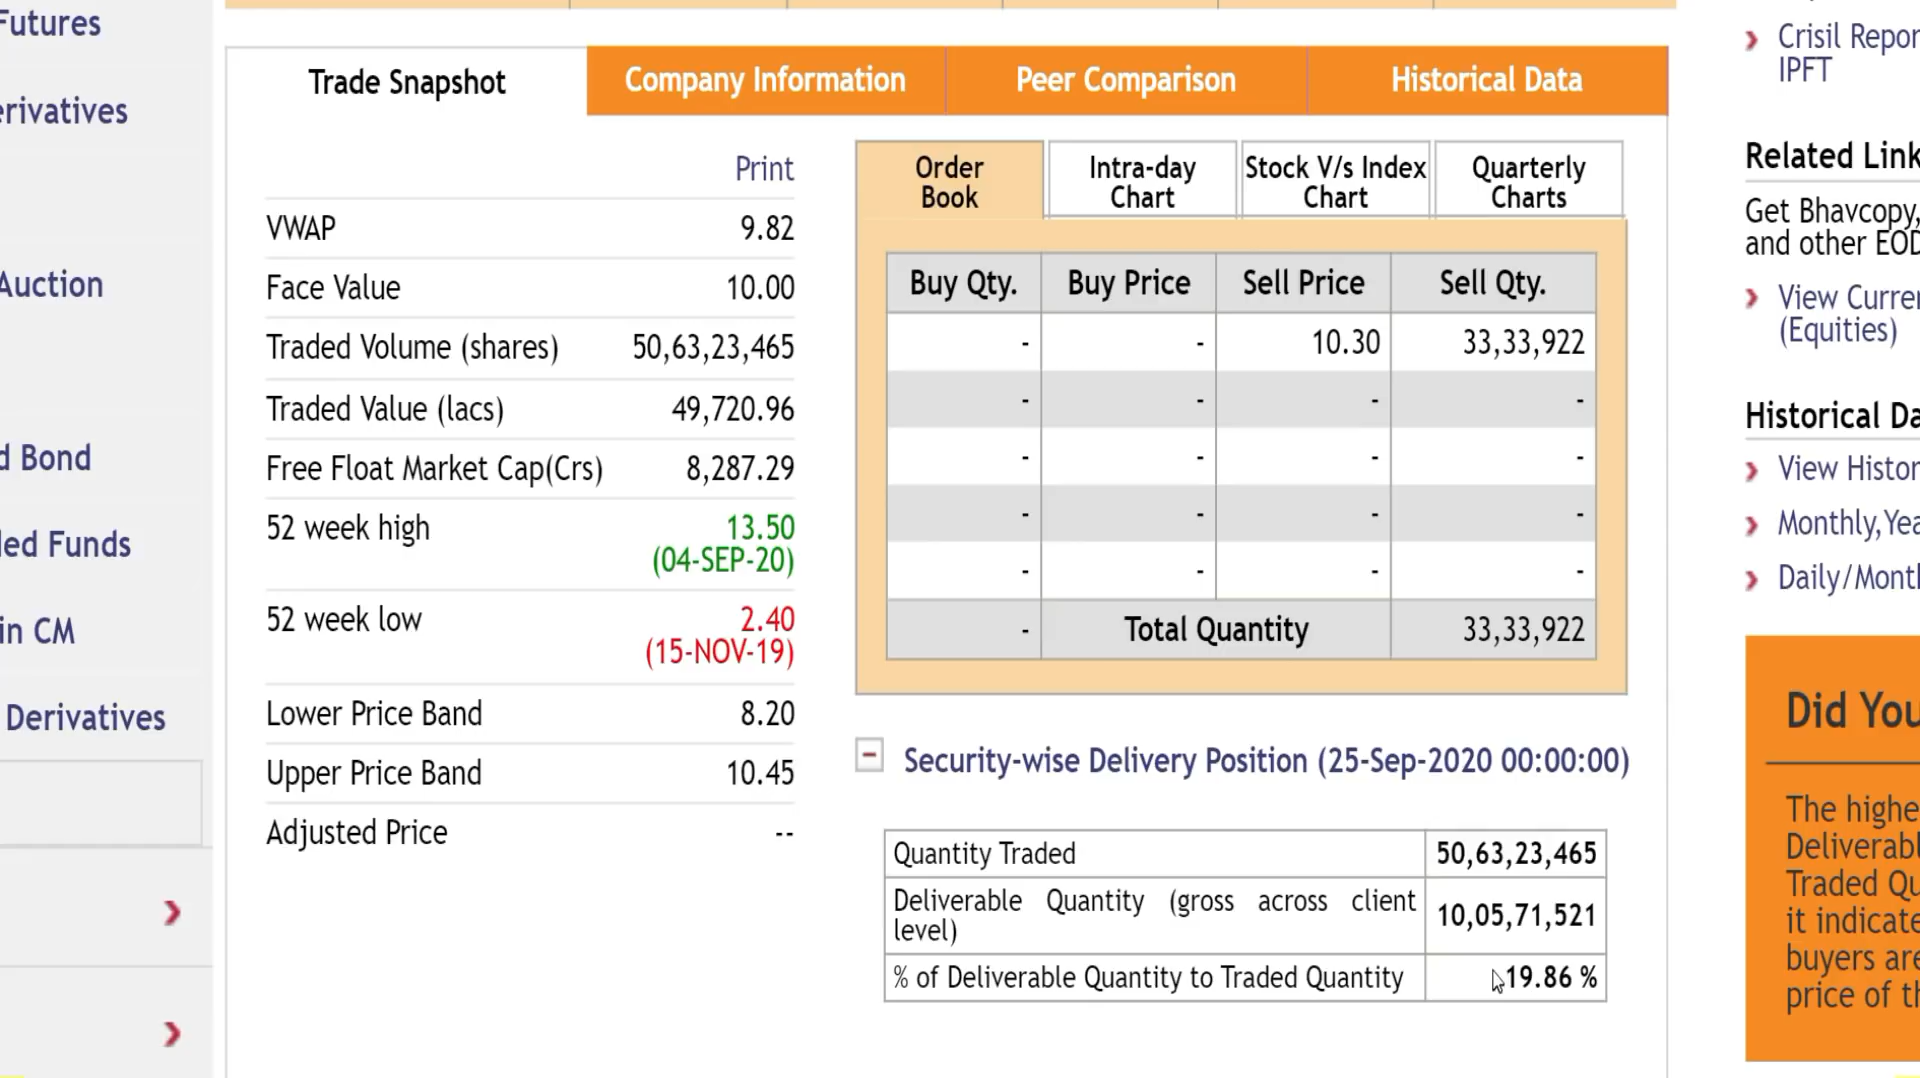 Futures
erivatives
Auction
d Bond
ded Funds
in CM
Derivatives
Trade Snapshot
Company Information
Peer Comparison
Historical Data
Print
VWAP 9.82
Face Value 10.00
Traded Volume (shares) 50,63,23,465
Traded Value (lacs) 49,720.96
Free Float Market Cap(Crs) 8,287.29
52 week high 13.50
(04-SEP-20)
52 week low 2.40
(15-NOV-19)
Lower Price Band 8.20
Upper Price Band 10.45
Adjusted Price --
Order
Book
Intra-day
Chart
Stock V/s Index
Chart
Quarterly
Charts
Buy Qty. Buy Price Sell Price Sell Qty.
- - 10.30 33,33,922
- - - -
- - - -
- - - -
- - - -
- Total Quantity 33,33,922
Security-wise Delivery Position (25-Sep-2020 00:00:00)
Quantity Traded 50,63,23,465
Deliverable Quantity (gross across client
level) 10,05,71,521
% of Deliverable Quantity to Traded Quantity 19.86 %
Crisil Repor
IPFT
Related Link
Get Bhavcopy,
and other EOD
View Curren
(Equities)
Historical Da
View Histor
Monthly,Yea
Daily/Month
Did You
The highe
Deliverabl
Traded Qu
it indicate
buyers are
price of th